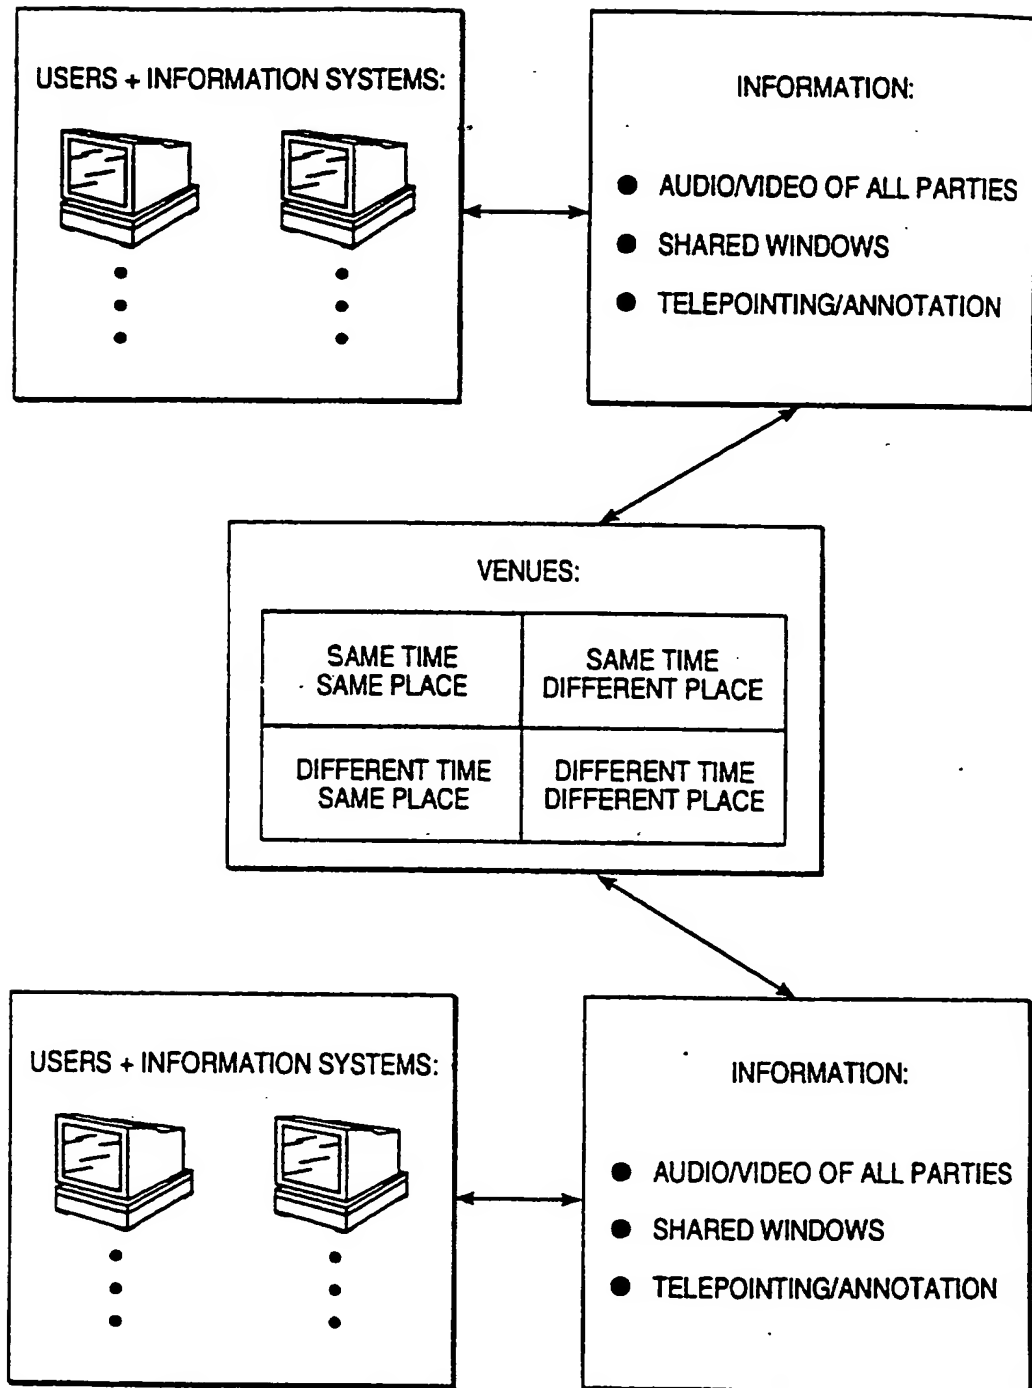 USERS + INFORMATION SYSTEMS:
INFORMATION:
● AUDIO/VIDEO OF ALL PARTIES
● SHARED WINDOWS
● TELEPOINTING/ANNOTATION
VENUES:
SAME TIME
SAME PLACE
SAME TIME
DIFFERENT PLACE
DIFFERENT TIME
SAME PLACE
DIFFERENT TIME
DIFFERENT PLACE
USERS + INFORMATION SYSTEMS:
INFORMATION:
● AUDIO/VIDEO OF ALL PARTIES
● SHARED WINDOWS
● TELEPOINTING/ANNOTATION